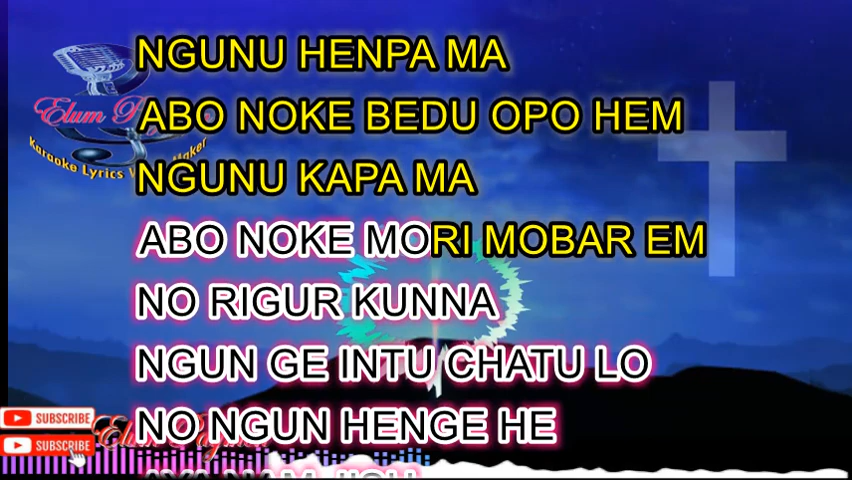 NGUNU HENPA MA
ABO NOKE BEDU OPO HEM
NGUNU KAPA MA
ABO NOKE MORI MOBAR EM
NO RIGUR KUNNA
NGUN GE INTU CHATU LO
NO NGUN HENGE HE
Elum
Karaoke Lyrics
SUBSCRIBE
SUBSCRIBE
Elum